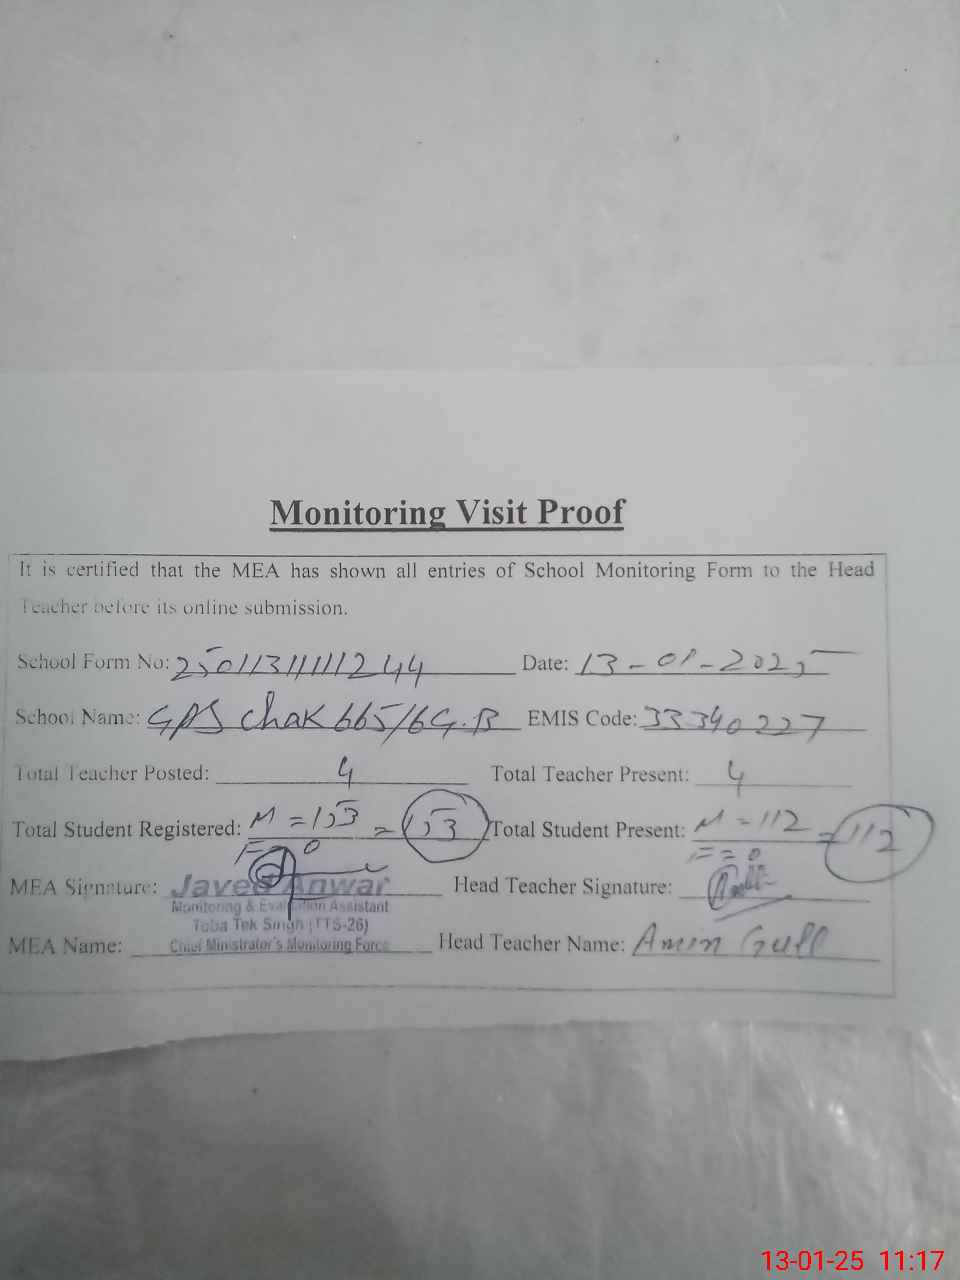 Monitoring Visit Proof
It is certified that the MEA has shown all entries of School Monitoring Form to the Head
Teacher before its online submission.
School Form No: 250113111111244 Date: 13-01-2025
School Name: GPS Chak 665/6G.B EMIS Code: 33340227
Total Teacher Posted: 4 Total Teacher Present: 4
Total Student Registered: M = 153 = 153 Total Student Present: M = 112 = 112
F = 0 F = 0
MEA Signature: Javed Anwar Head Teacher Signature:
Monitoring & Evaluation Assistant
Toba Tek Singh (TTS-26)
MEA Name: Chief Ministrator's Monitoring Force Head Teacher Name: Amin Gull
13-01-25 11:17